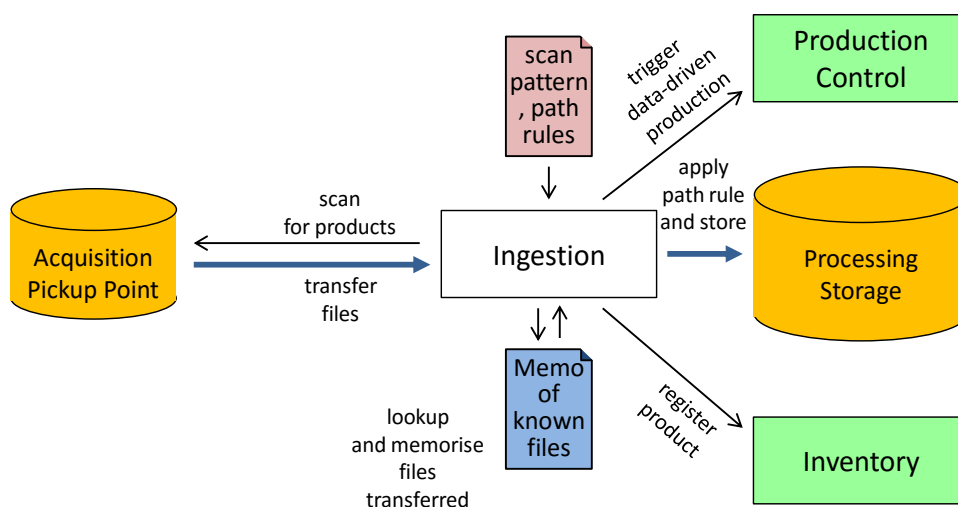 scan
pattern
, path
rules
trigger
data-driven
production
Production
Control
scan
for products
apply
path rule
and store
Acquisition
Pickup Point
Ingestion
Processing
Storage
transfer
files
Memo
of
known
files
lookup
and memorise
files
transferred
register
product
Inventory